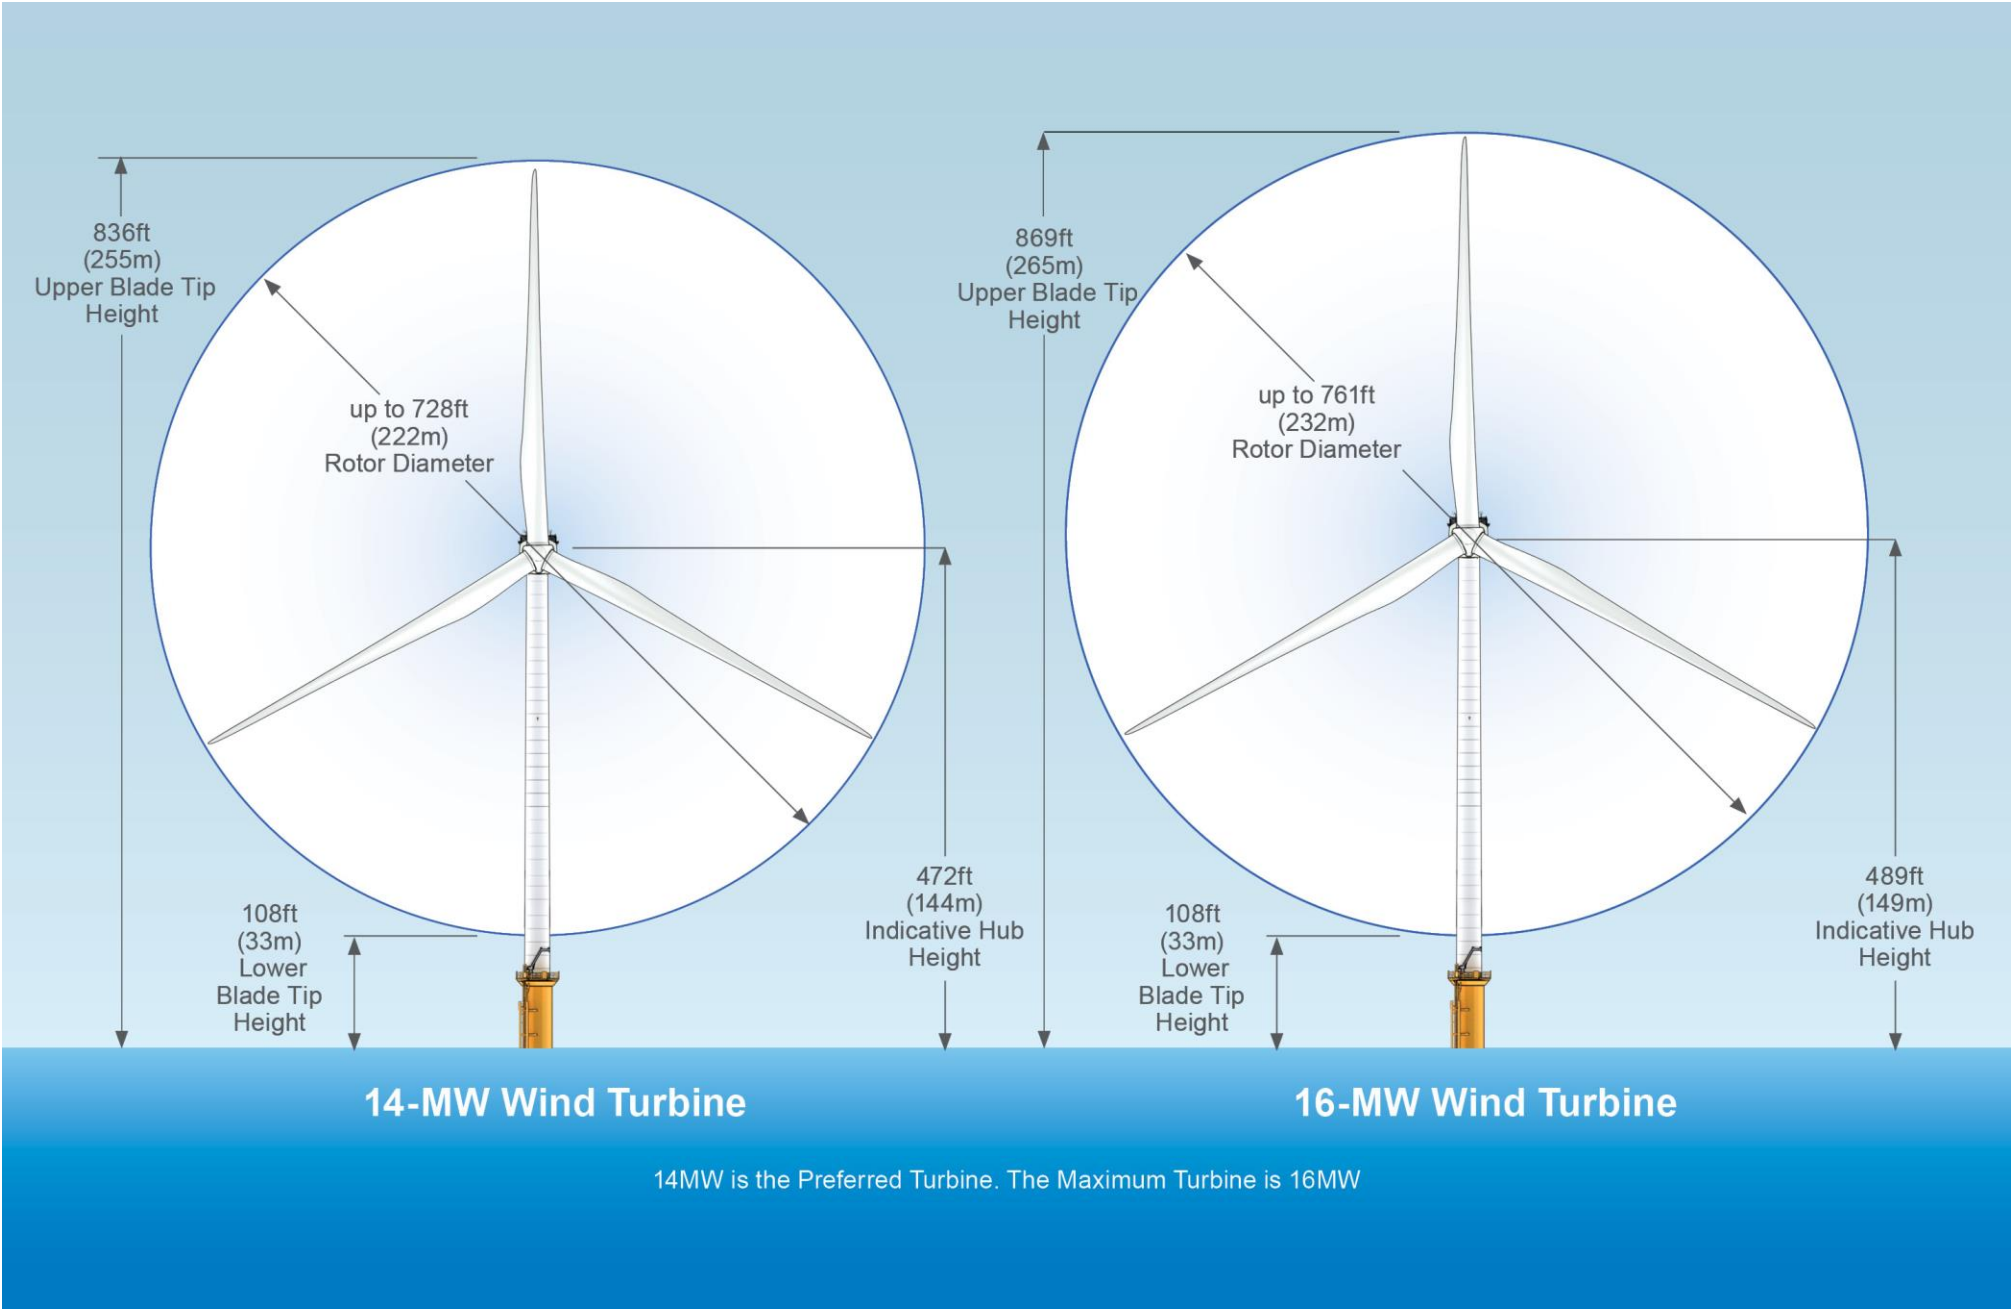 836ft
(255m)
Upper Blade Tip
Height
up to 728ft
(222m)
Rotor Diameter
472ft
(144m)
Indicative Hub
Height
108ft
(33m)
Lower
Blade Tip
Height
14-MW Wind Turbine
869ft
(265m)
Upper Blade Tip
Height
up to 761ft
(232m)
Rotor Diameter
489ft
(149m)
Indicative Hub
Height
108ft
(33m)
Lower
Blade Tip
Height
16-MW Wind Turbine
14MW is the Preferred Turbine. The Maximum Turbine is 16MW